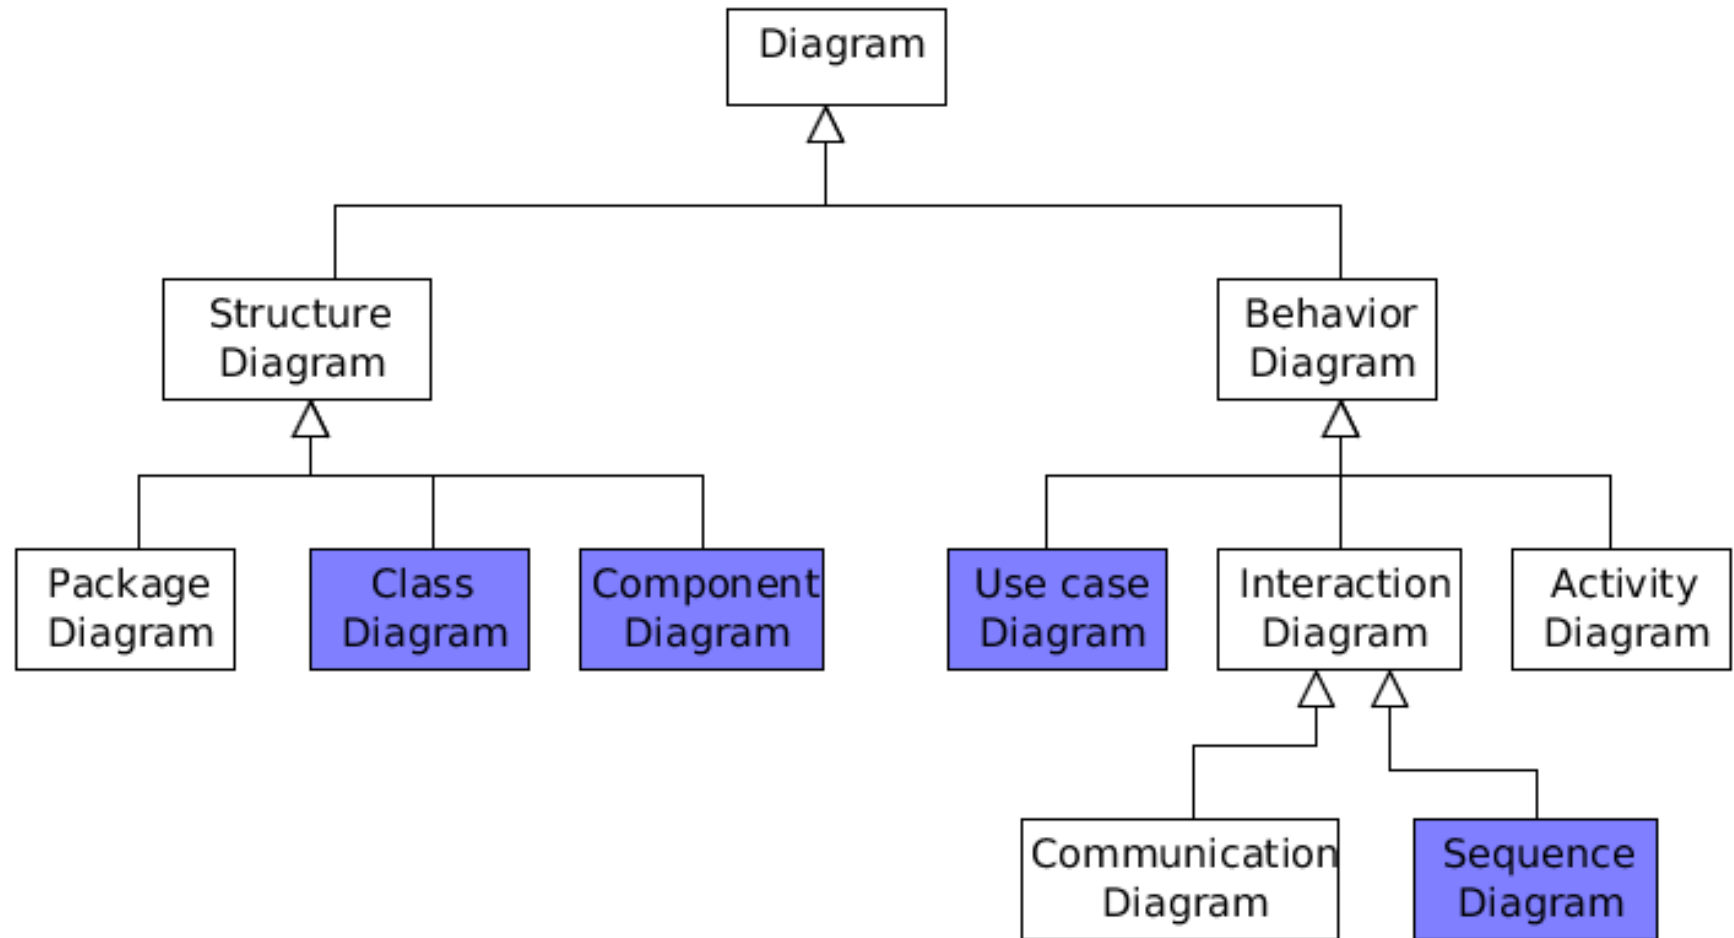 Diagram
Structure
Diagram
Behavior
Diagram
Package
Diagram
Class
Diagram
Component
Diagram
Use case
Diagram
Interaction
Diagram
Activity
Diagram
Communication
Diagram
Sequence
Diagram